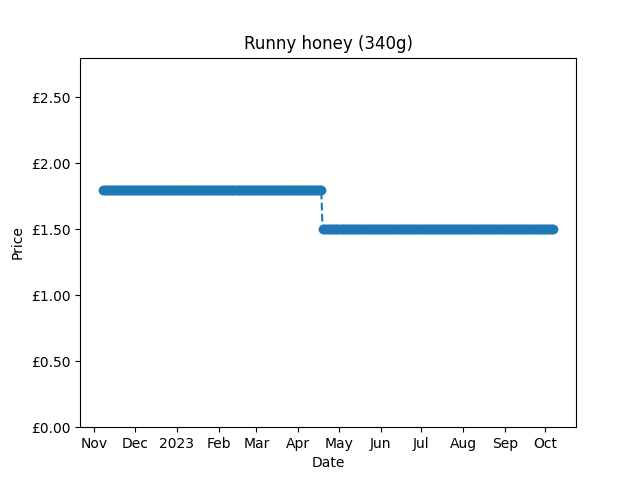 Runny honey (340g)
£2.50
£2.00
£1.50
£1.00
£0.50
£0.00
Price
Nov Dec 2023 Feb Mar Apr May Jun Jul Aug Sep Oct
Date